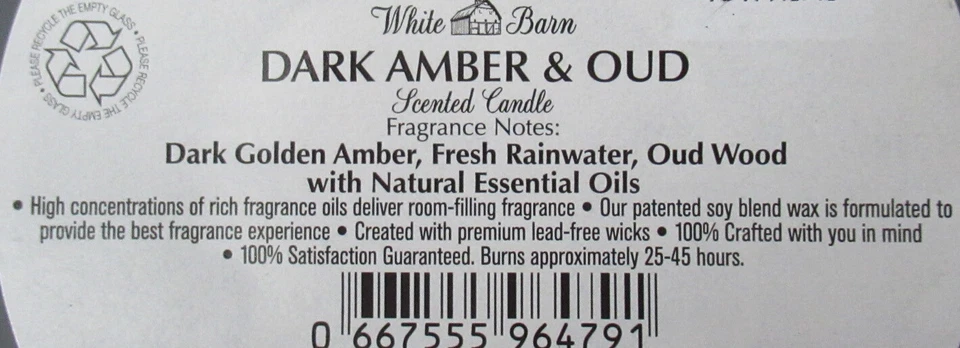 PLEASE RECYCLE THE EMPTY GLASS • PLEASE RECYCLE THE EMPTY GLASS •
White Barn
DARK AMBER & OUD
Scented Candle
Fragrance Notes:
Dark Golden Amber, Fresh Rainwater, Oud Wood
with Natural Essential Oils
• High concentrations of rich fragrance oils deliver room-filling fragrance • Our patented soy blend wax is formulated to
provide the best fragrance experience • Created with premium lead-free wicks • 100% Crafted with you in mind
• 100% Satisfaction Guaranteed. Burns approximately 25-45 hours.
0 667555 964791